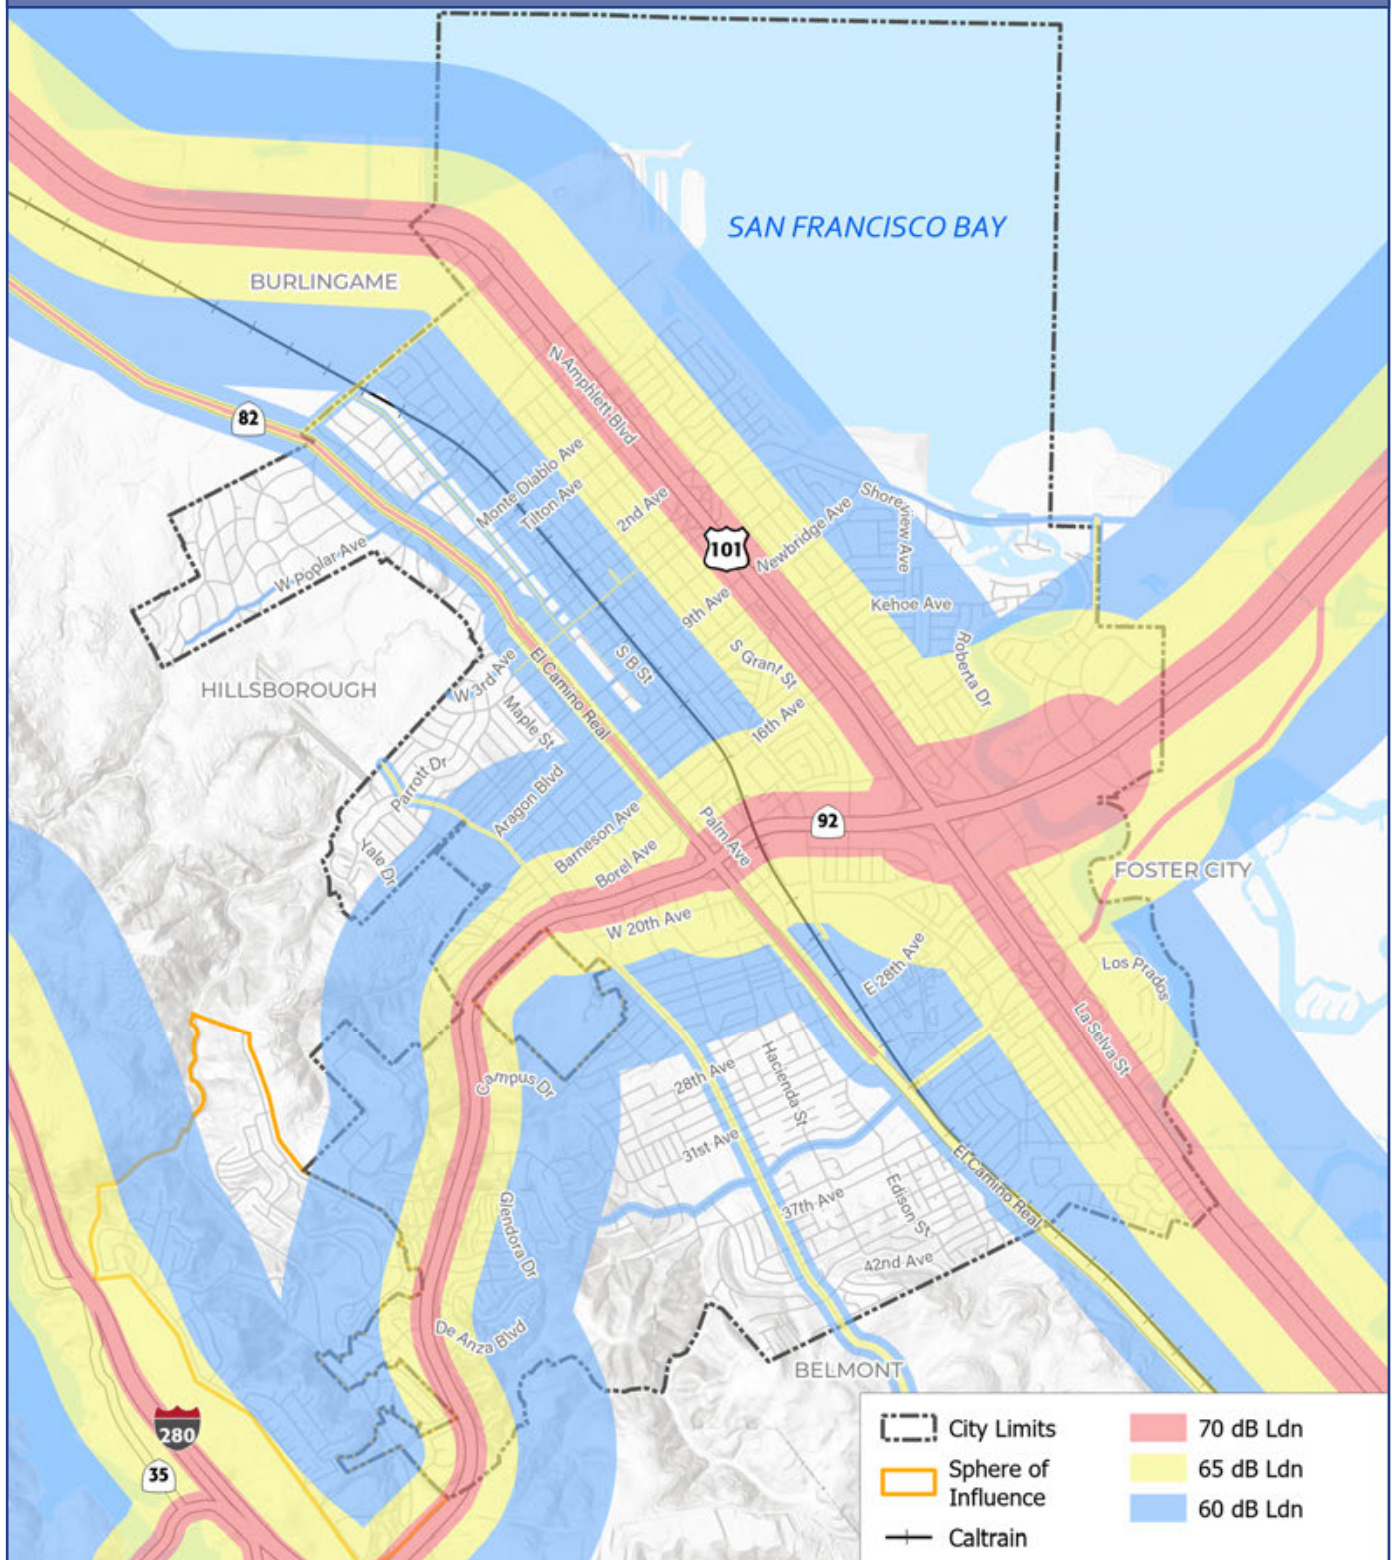 SAN FRANCISCO BAY
BURLINGAME
N Amphlett Blvd
82
Monte Diablo Ave
Tilton Ave
2nd Ave
Shoreview Ave
Newbridge Ave
101
W Poplar Ave
9th Ave
Kehoe Ave
S Grant St
Roberta Dr
HILLSBOROUGH
W 3rd Ave
El Camino Real
S B St
Maple St
16th Ave
Parrott Dr
Aragon Blvd
Barneson Ave
Palm Ave
92
Yale Dr
Borel Ave
FOSTER CITY
W 20th Ave
E 28th Ave
Los Prados
La Selva St
Campus Dr
28th Ave
Hacienda St
31st Ave
El Camino Real
Glendora Dr
37th Ave
Edison St
42nd Ave
De Anza Blvd
BELMONT
280
35
City Limits
Sphere of
Influence
Caltrain
70 dB Ldn
65 dB Ldn
60 dB Ldn